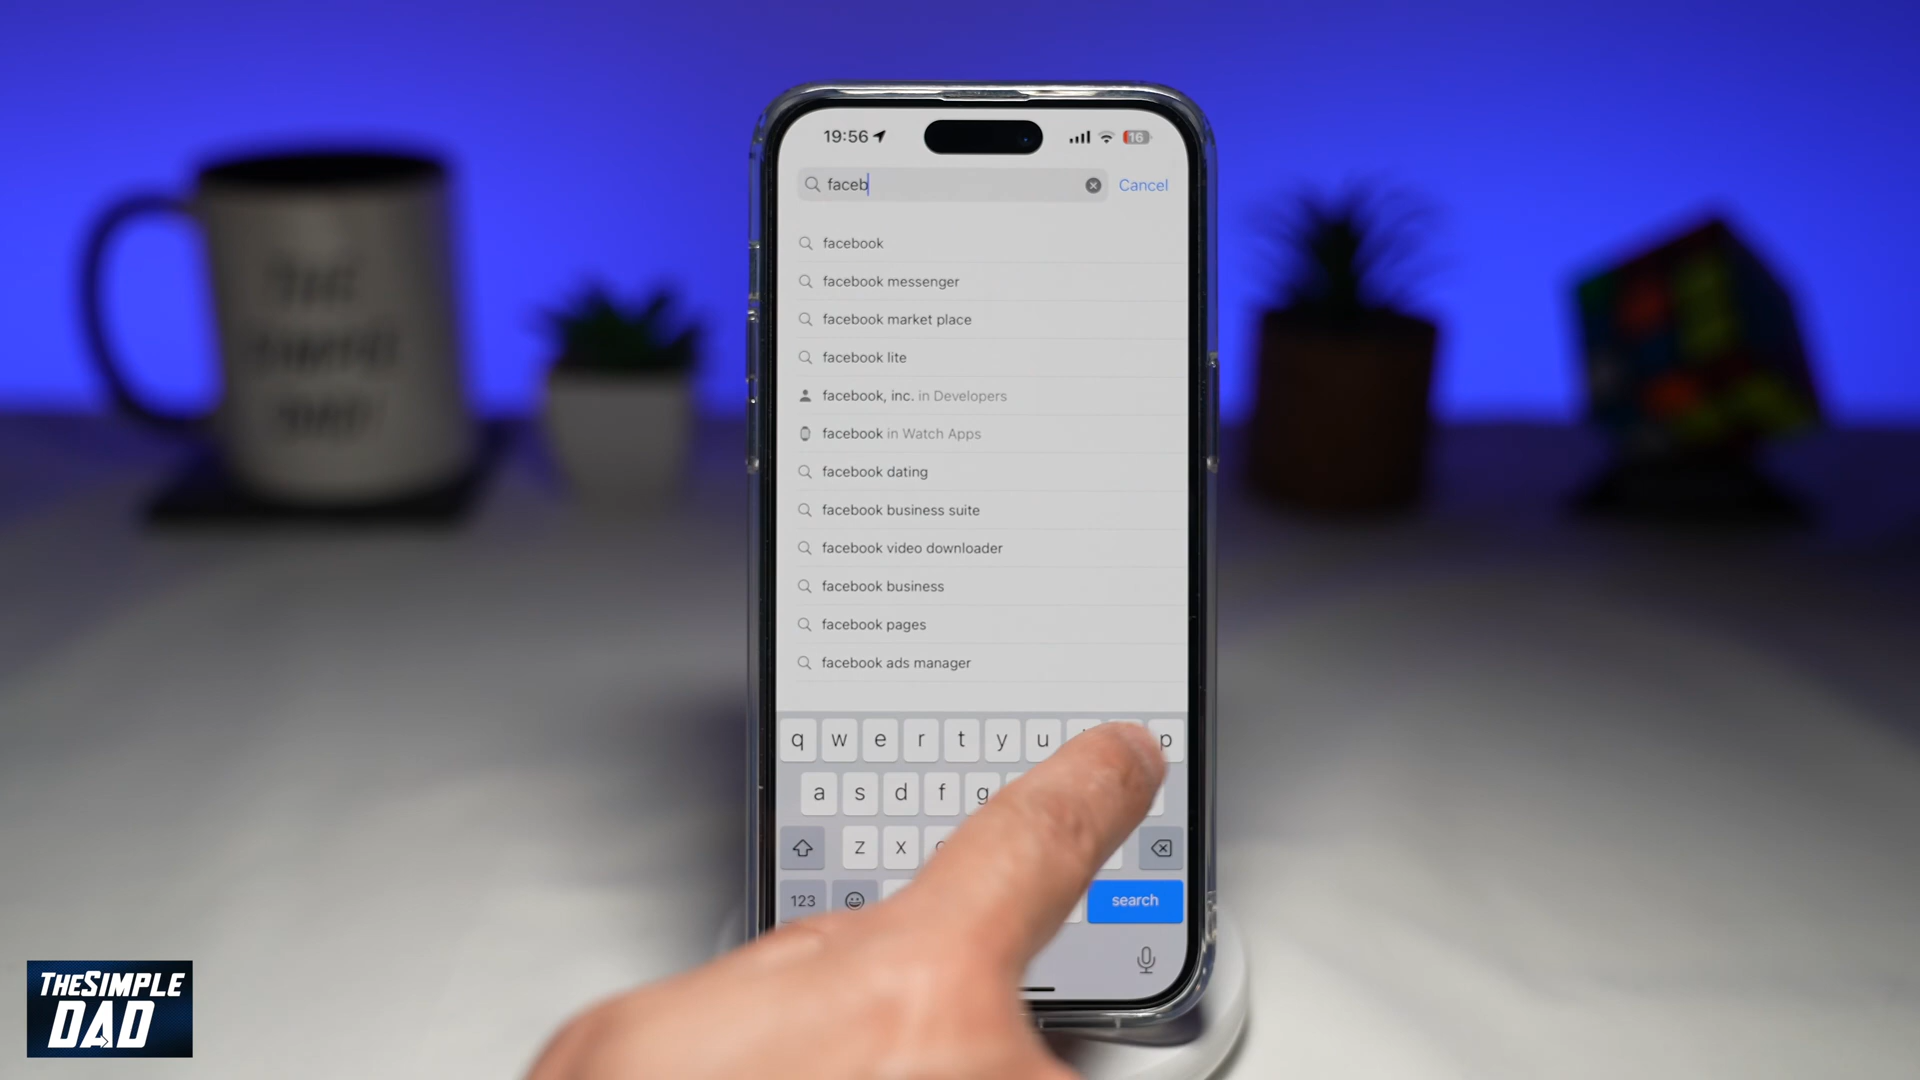 19:56
16
faceb
Cancel
facebook
facebook messenger
facebook market place
facebook lite
facebook, inc. in Developers
facebook in Watch Apps
facebook dating
facebook business suite
facebook video downloader
facebook business
facebook pages
facebook ads manager
q w e r t y u p
a s d f g
z x
123
search
THE SIMPLE
DAD